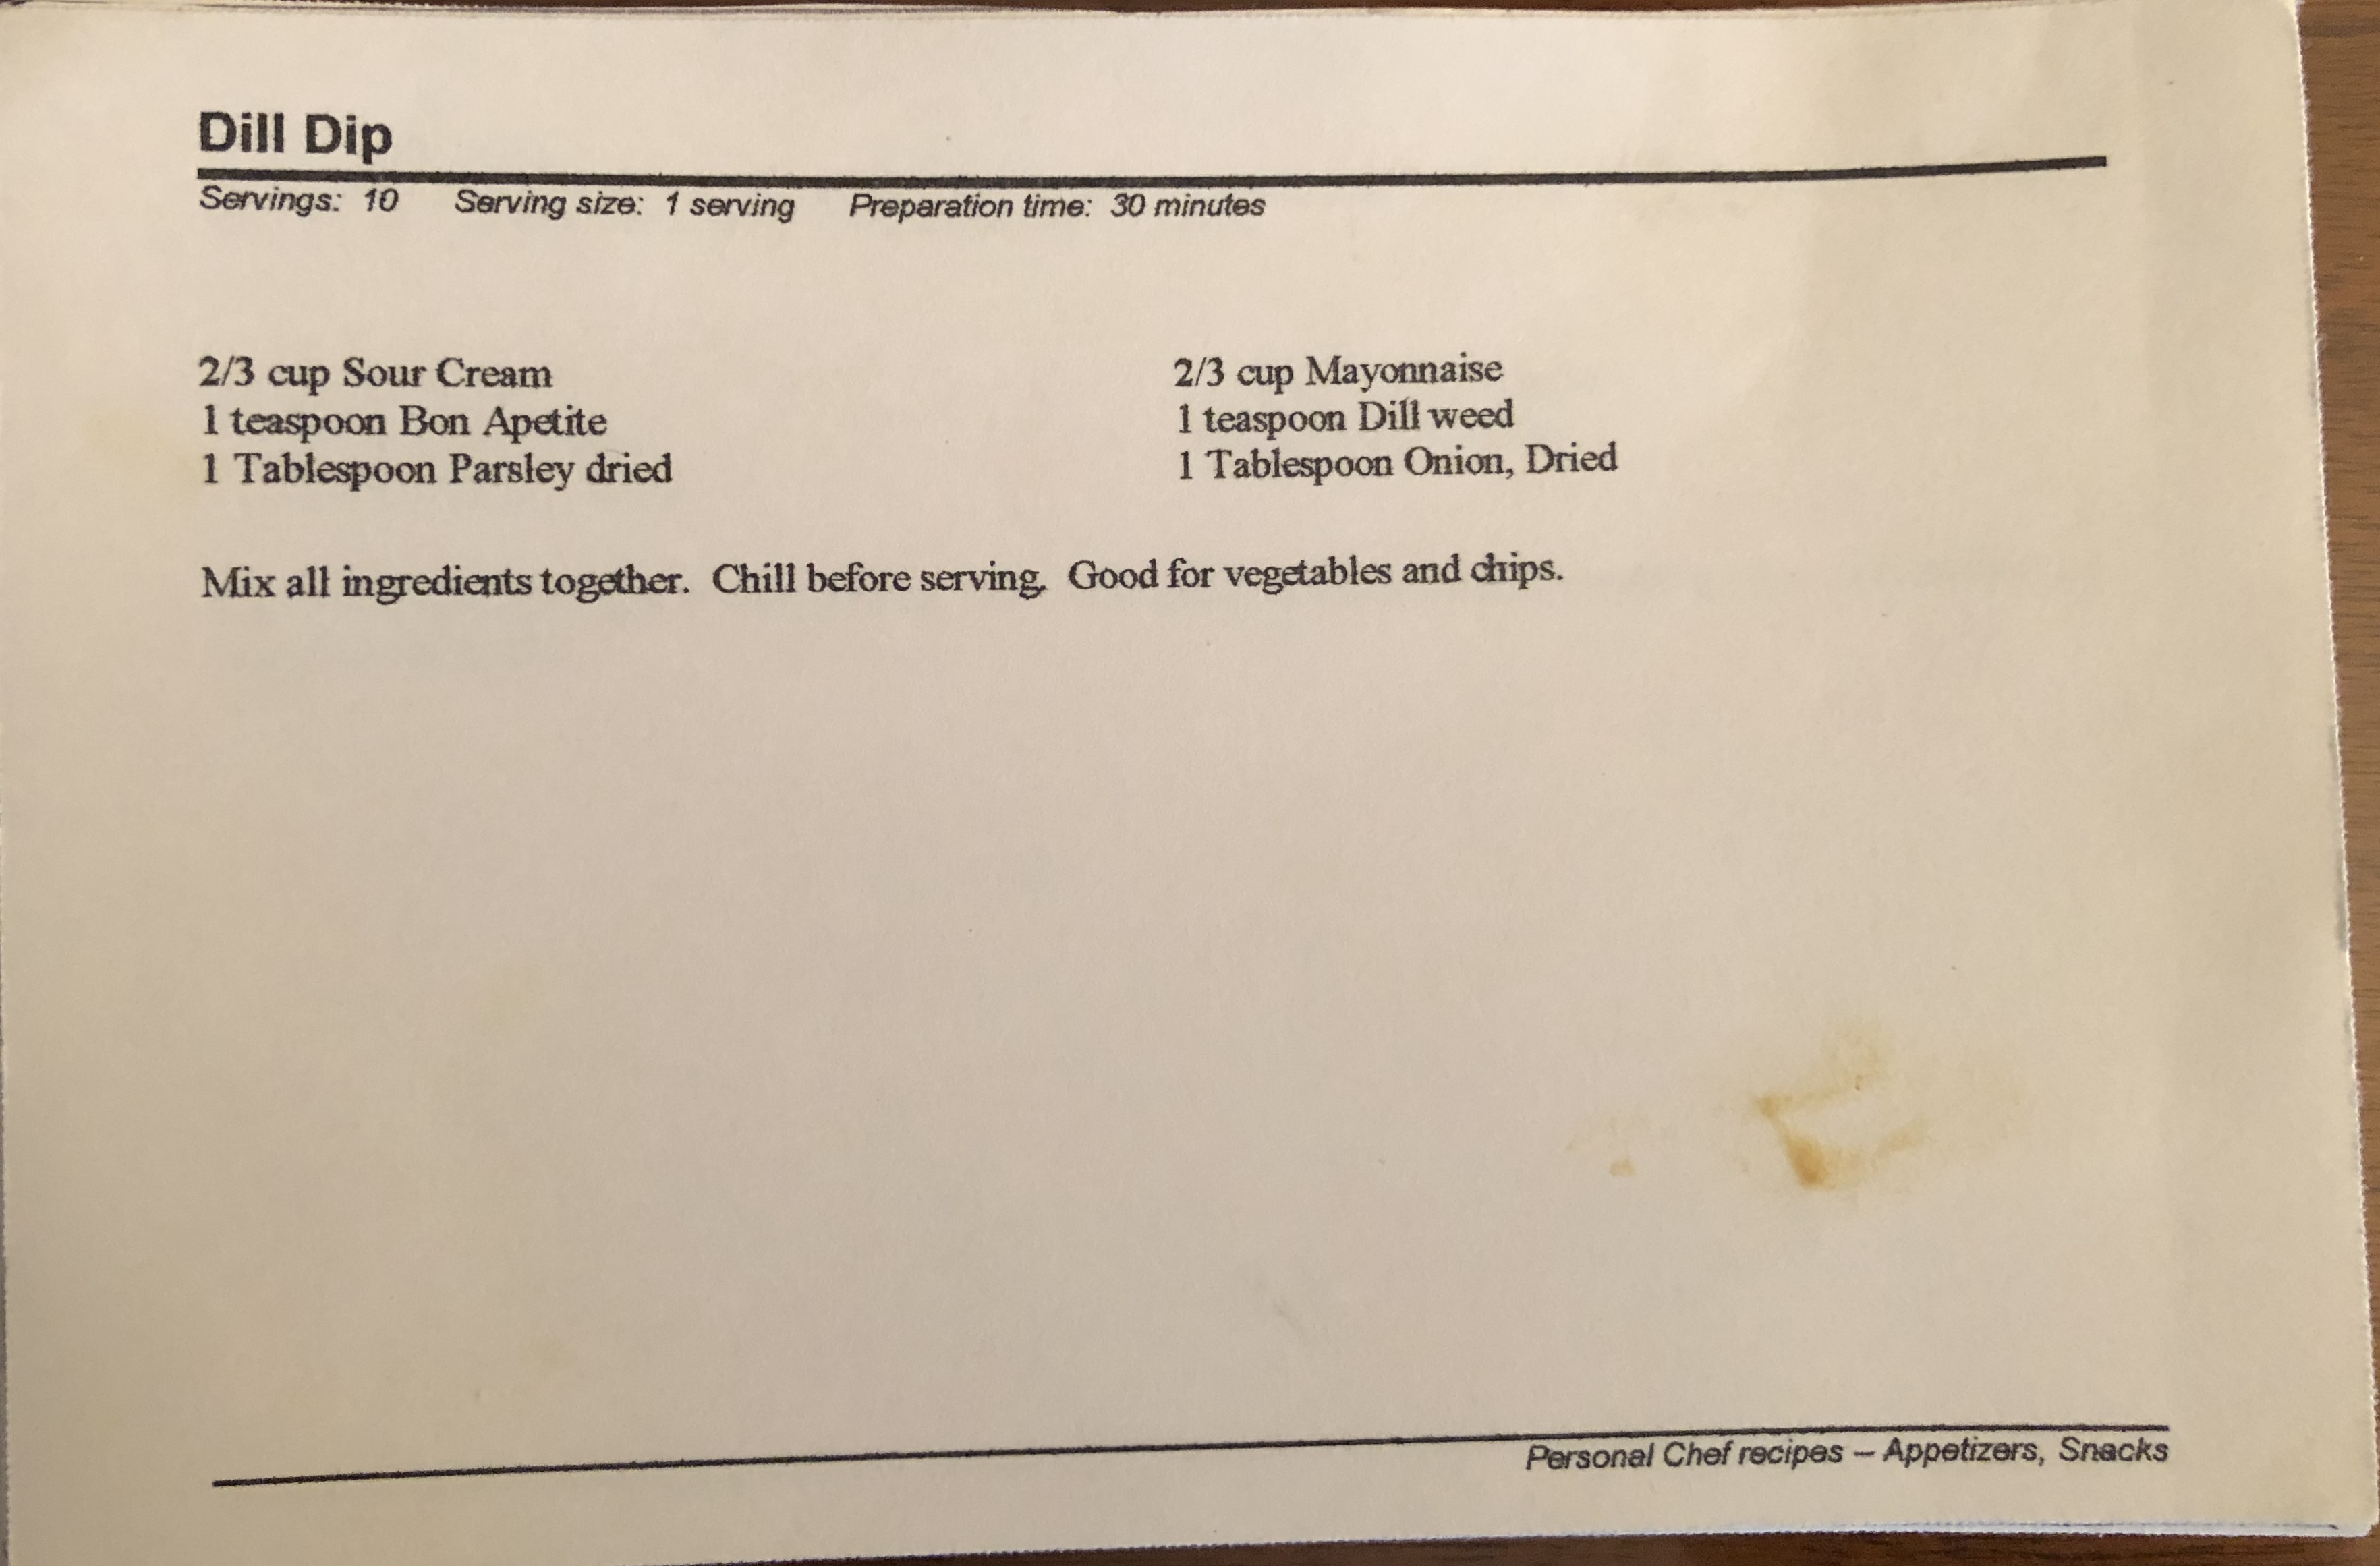 Dill Dip
Servings: 10 Serving size: 1 serving Preparation time: 30 minutes
2/3 cup Sour Cream
1 teaspoon Bon Apetite
1 Tablespoon Parsley dried
2/3 cup Mayonnaise
1 teaspoon Dill weed
1 Tablespoon Onion, Dried
Mix all ingredients together. Chill before serving. Good for vegetables and chips.
Personal Chef recipes – Appetizers, Snacks